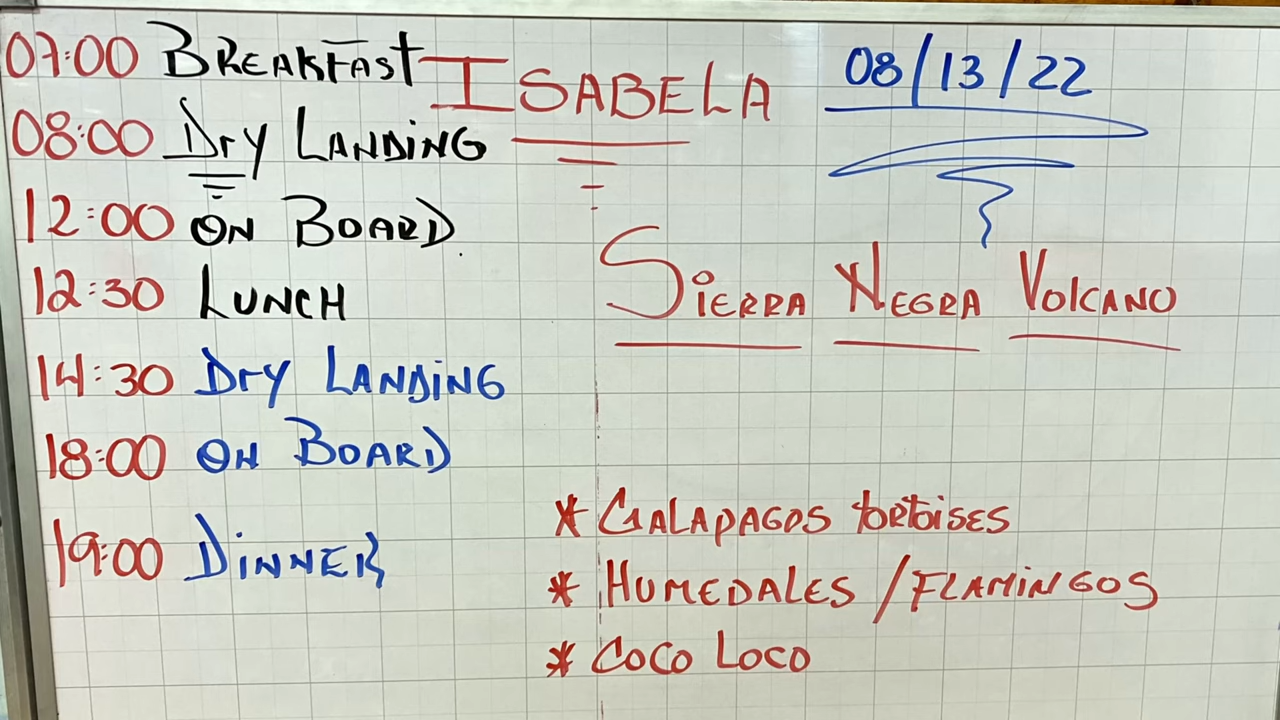 07:00 BREAKFAST
08:00 Dry LANDING
12:00 ON BOARD.
12:30 LUNCH
14:30 Dry LANDING
18:00 ON BOARD
19:00 DINNER
ISABELA
08/13/22
SIERRA NEGRA VOLCANO
* GALAPAGOS tortoises
* HUMEDALES /FLAMINGOS
* COCO LOCO